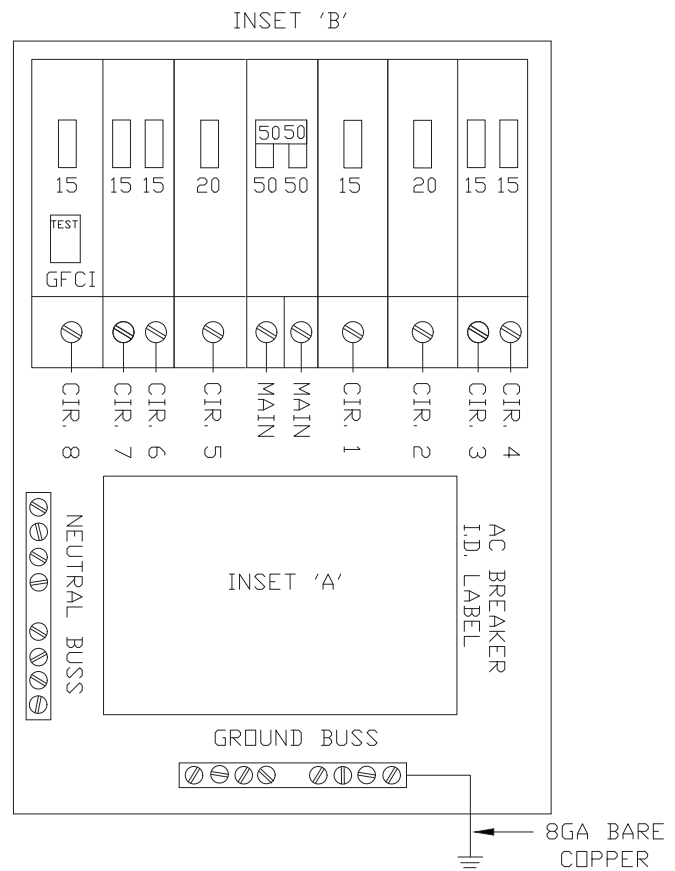 INSET 'B'
50 50
15 15 15 20 50 50 15 20 15 15
TEST
GFCI
CIR. 8
CIR. 7
CIR. 6
CIR. 5
MAIN
MAIN
CIR. 1
CIR. 2
CIR. 3
CIR. 4
NEUTRAL BUSS
INSET 'A'
AC BREAKER
I.D. LABEL
GROUND BUSS
8GA BARE
COPPER